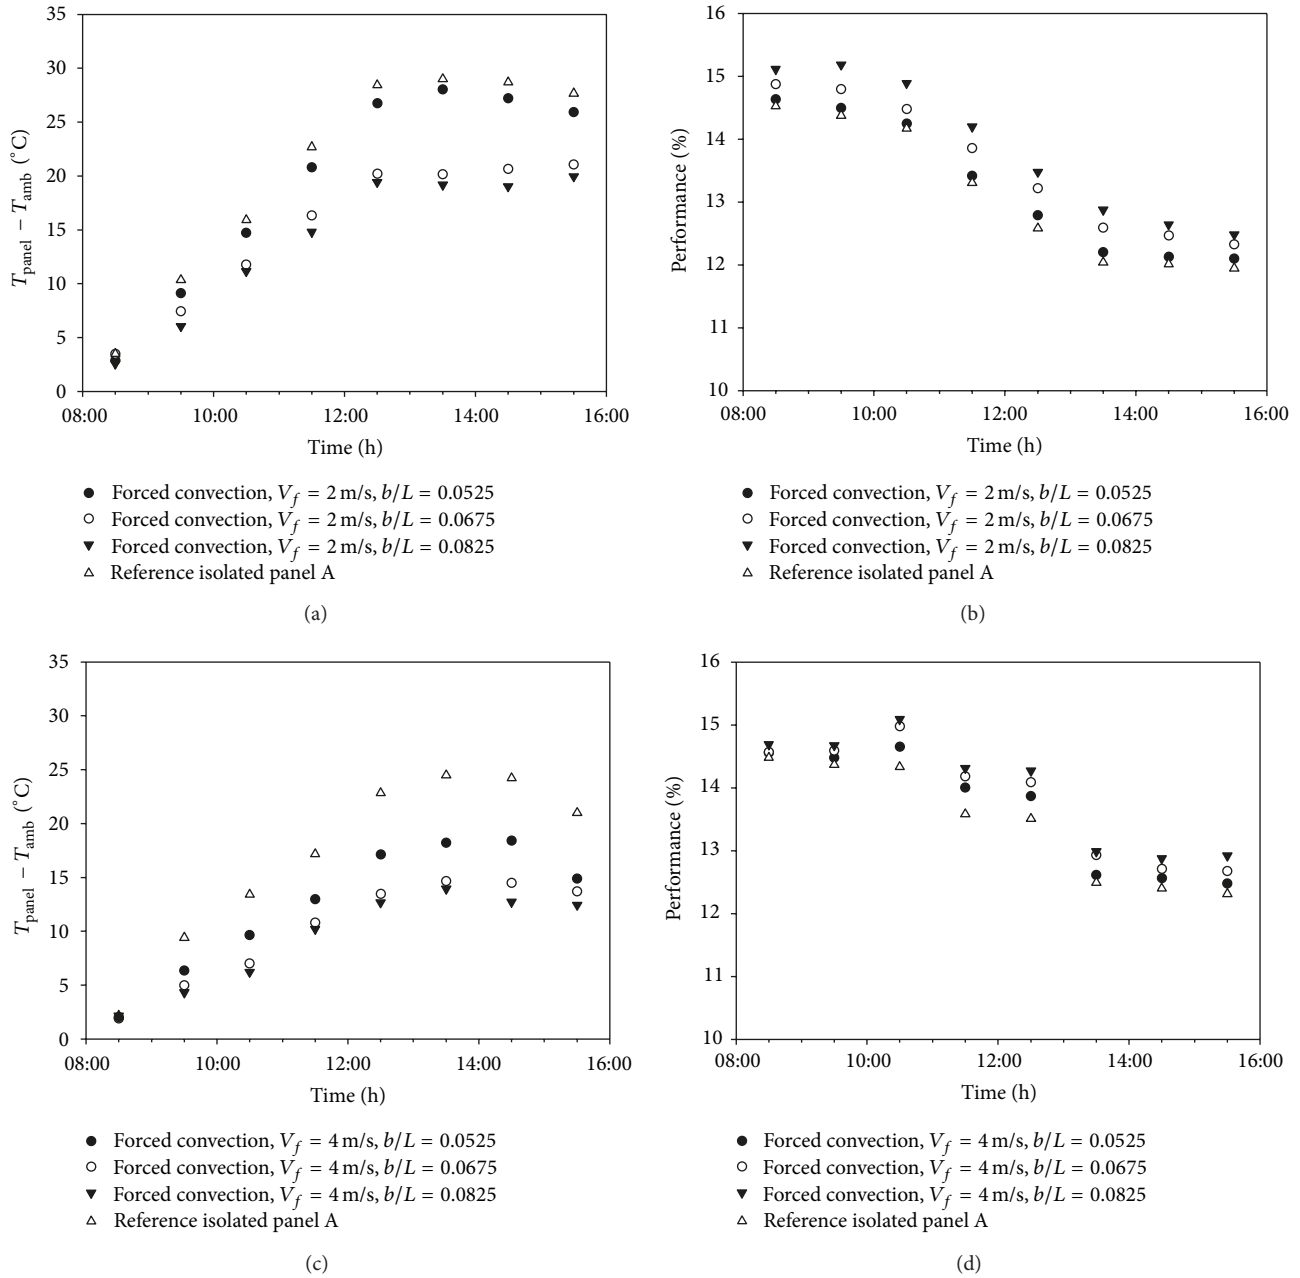 35
30
25
20
15
10
5
0
T_panel − T_amb (°C)
08:00 10:00 12:00 14:00 16:00
Time (h)
Forced convection, V_f = 2 m/s, b/L = 0.0525
Forced convection, V_f = 2 m/s, b/L = 0.0675
Forced convection, V_f = 2 m/s, b/L = 0.0825
Reference isolated panel A
(a)
16
15
14
13
12
11
10
Performance (%)
08:00 10:00 12:00 14:00 16:00
Time (h)
Forced convection, V_f = 2 m/s, b/L = 0.0525
Forced convection, V_f = 2 m/s, b/L = 0.0675
Forced convection, V_f = 2 m/s, b/L = 0.0825
Reference isolated panel A
(b)
35
30
25
20
15
10
5
0
T_panel − T_amb (°C)
08:00 10:00 12:00 14:00 16:00
Time (h)
Forced convection, V_f = 4 m/s, b/L = 0.0525
Forced convection, V_f = 4 m/s, b/L = 0.0675
Forced convection, V_f = 4 m/s, b/L = 0.0825
Reference isolated panel A
(c)
16
15
14
13
12
11
10
Performance (%)
08:00 10:00 12:00 14:00 16:00
Time (h)
Forced convection, V_f = 4 m/s, b/L = 0.0525
Forced convection, V_f = 4 m/s, b/L = 0.0675
Forced convection, V_f = 4 m/s, b/L = 0.0825
Reference isolated panel A
(d)